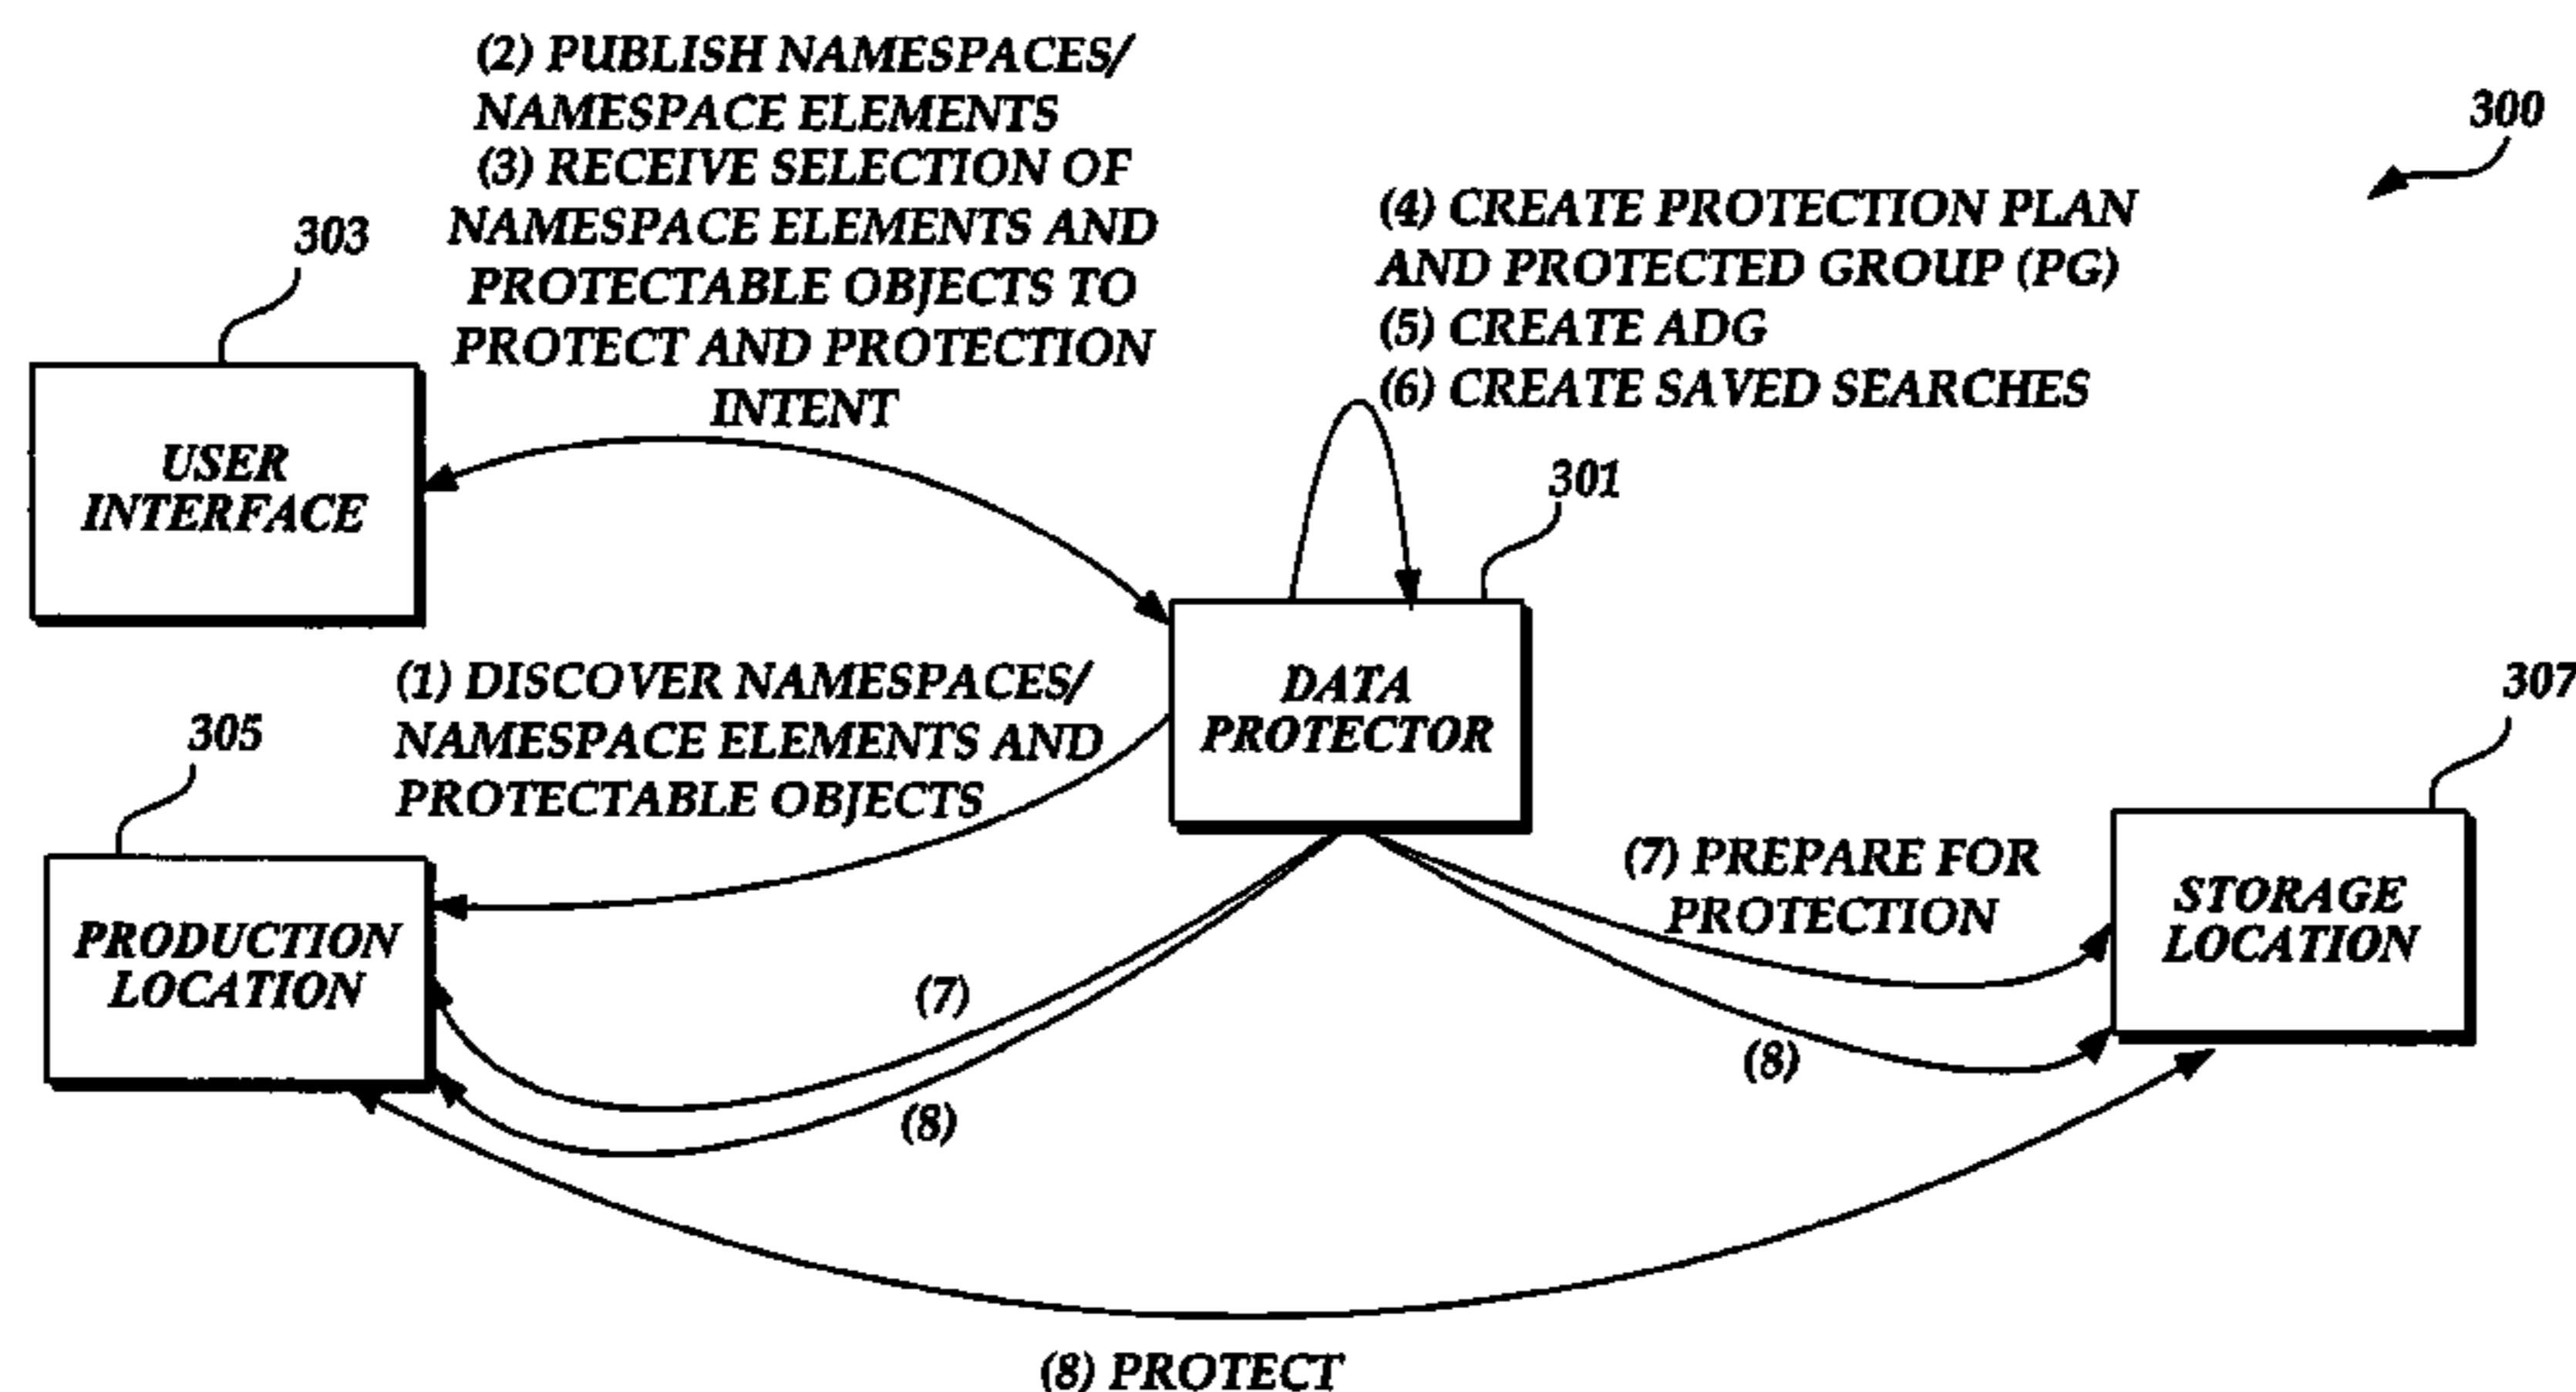 (2) PUBLISH NAMESPACES/
NAMESPACE ELEMENTS
(3) RECEIVE SELECTION OF
NAMESPACE ELEMENTS AND
PROTECTABLE OBJECTS TO
PROTECT AND PROTECTION
INTENT
300
(4) CREATE PROTECTION PLAN
AND PROTECTED GROUP (PG)
(5) CREATE ADG
(6) CREATE SAVED SEARCHES
303
USER
INTERFACE
301
DATA
PROTECTOR
(1) DISCOVER NAMESPACES/
NAMESPACE ELEMENTS AND
PROTECTABLE OBJECTS
305
PRODUCTION
LOCATION
307
STORAGE
LOCATION
(7) PREPARE FOR
PROTECTION
(7)
(8)
(8)
(8) PROTECT